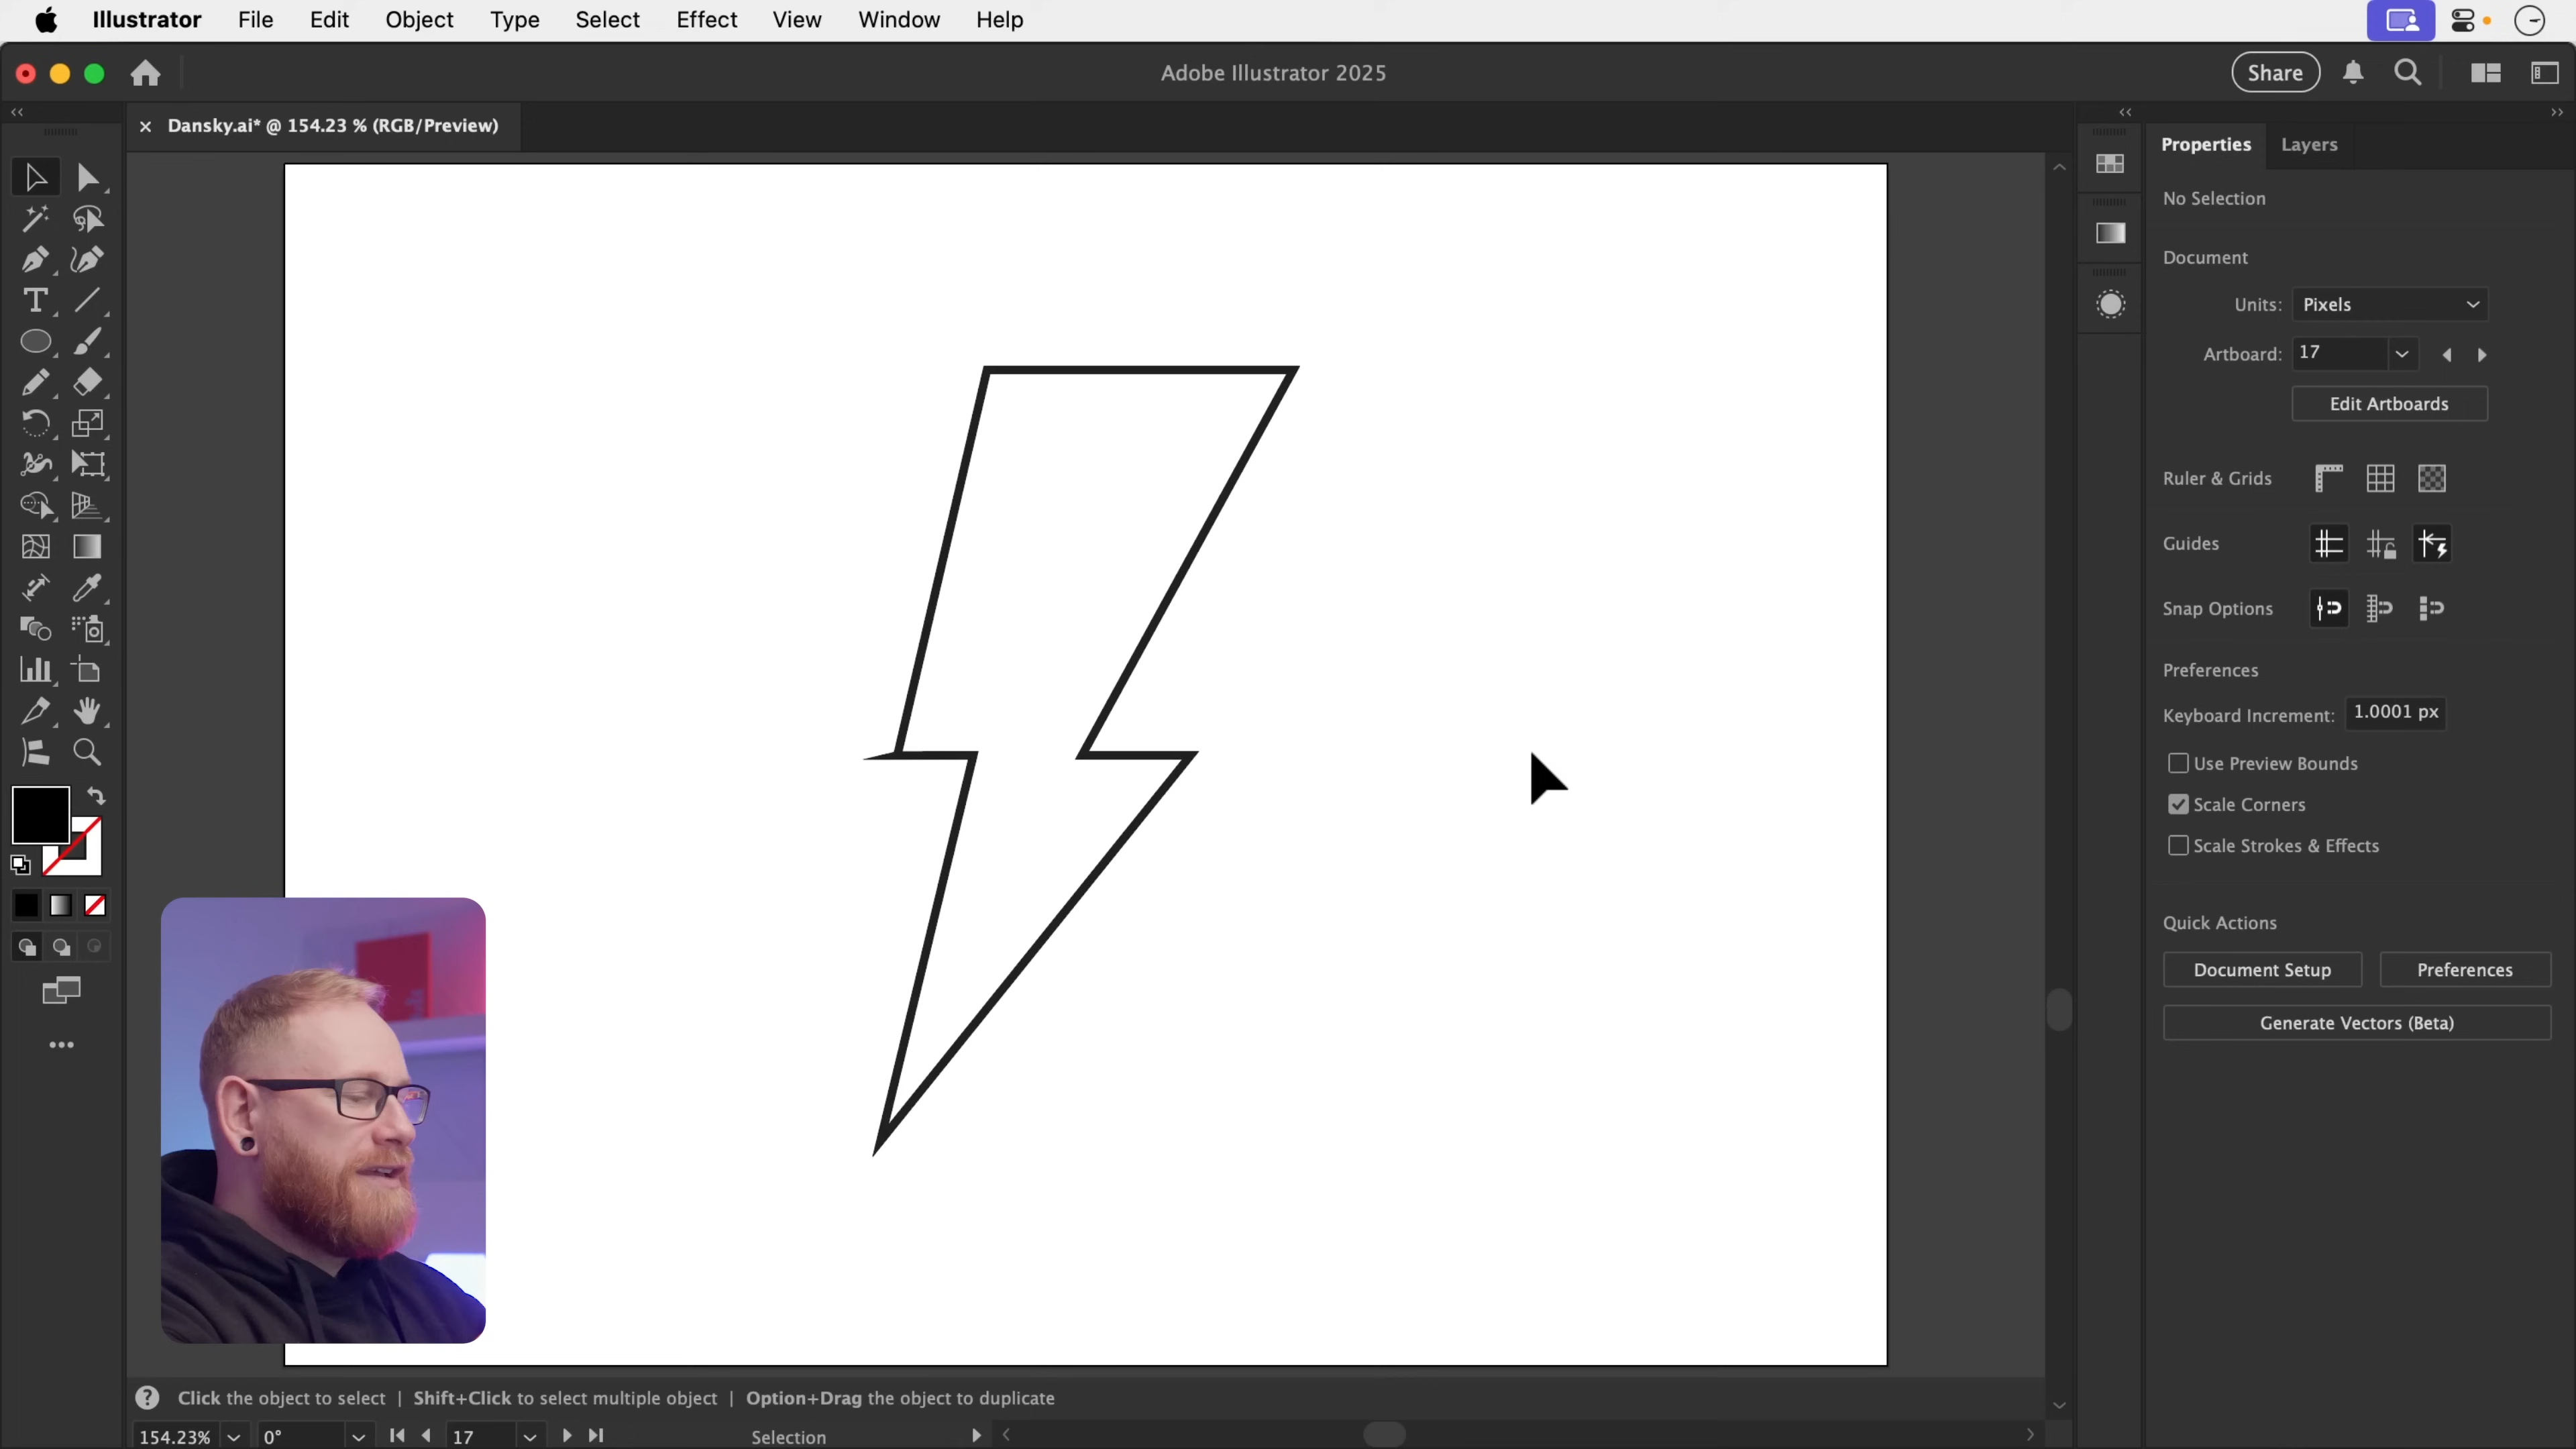 Illustrator File Edit Object Type Select Effect View Window Help
Adobe Illustrator 2025
Share
Dansky.ai* @ 154.23 % (RGB/Preview)
Properties Layers
No Selection
Document
Units: Pixels
Artboard: 17
Edit Artboards
Ruler & Grids
Guides
Snap Options
Preferences
Keyboard Increment: 1.0001 px
Use Preview Bounds
Scale Corners
Scale Strokes & Effects
Quick Actions
Document Setup Preferences
Generate Vectors (Beta)
Click the object to select | Shift+Click to select multiple object | Option+Drag the object to duplicate
154.23% 0° 17 Selection